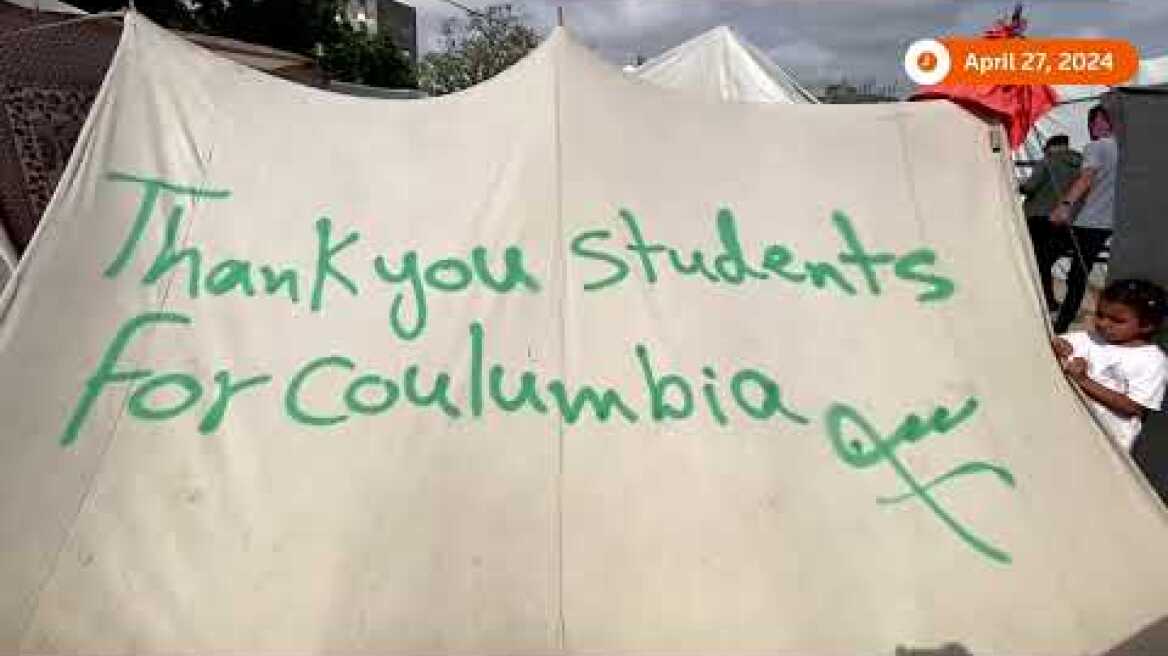 April 27, 2024
Thank you students
for Coulumbia